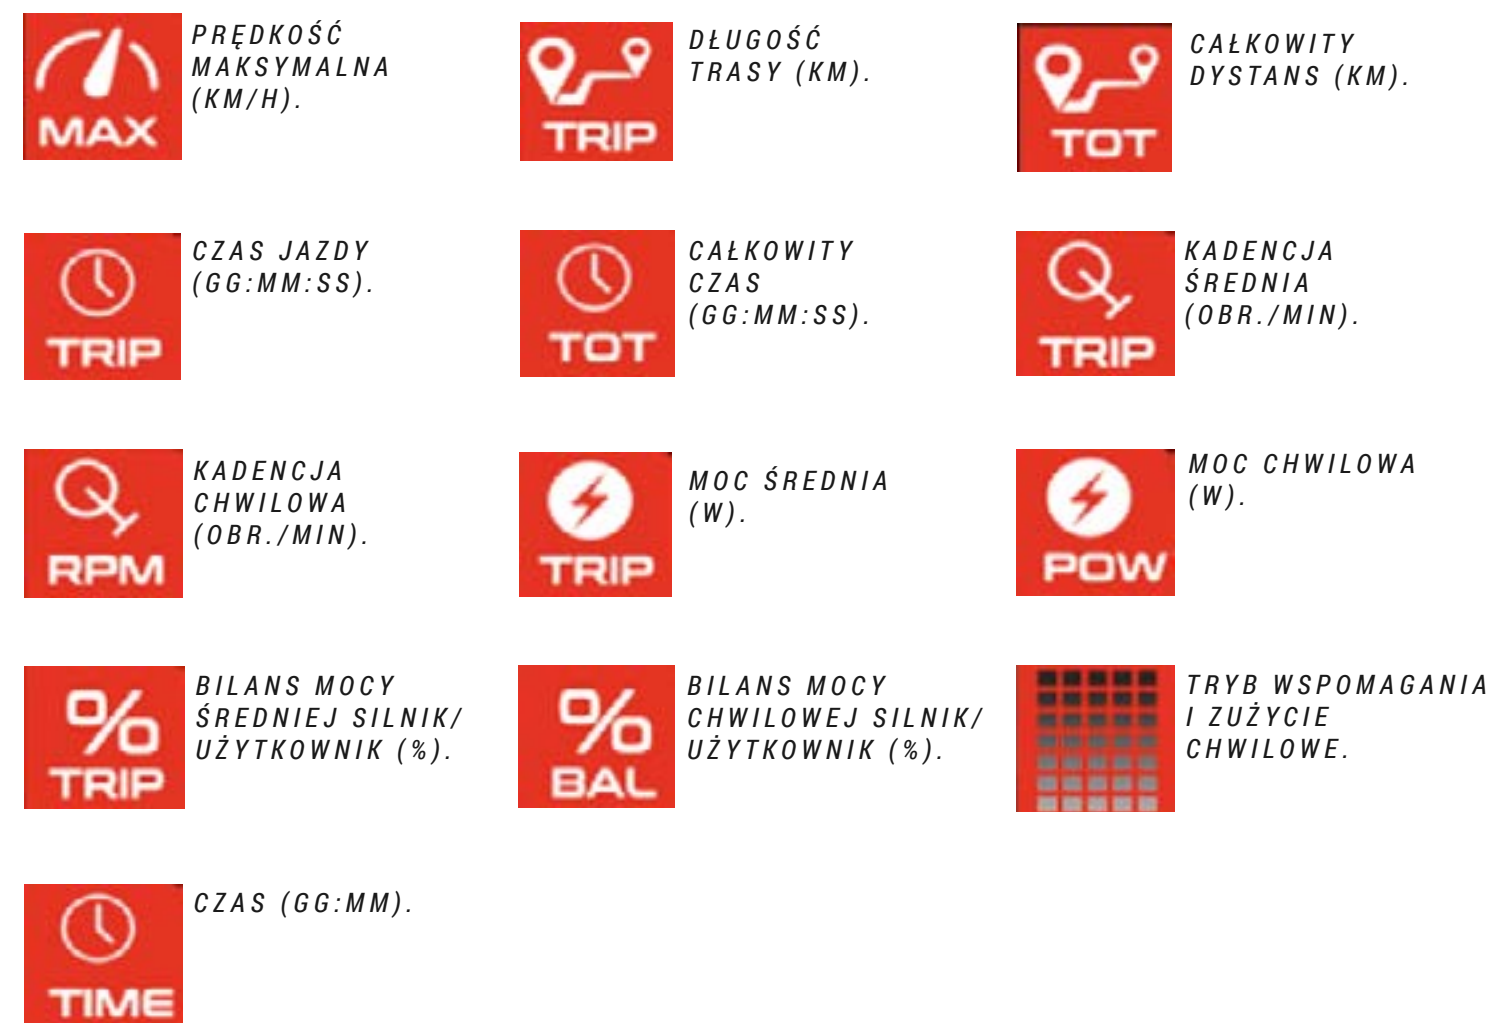 MAX
PRĘDKOŚĆ
MAKSYMALNA
(KM/H).
TRIP
DŁUGOŚĆ
TRASY (KM).
TOT
CAŁKOWITY
DYSTANS (KM).
TRIP
CZAS JAZDY
(GG:MM:SS).
TOT
CAŁKOWITY
CZAS
(GG:MM:SS).
TRIP
KADENCJA
ŚREDNIA
(OBR./MIN).
RPM
KADENCJA
CHWILOWA
(OBR./MIN).
TRIP
MOC ŚREDNIA
(W).
POW
MOC CHWILOWA
(W).
%
TRIP
BILANS MOCY
ŚREDNIEJ SILNIK/
UŻYTKOWNIK (%).
%
BAL
BILANS MOCY
CHWILOWEJ SILNIK/
UŻYTKOWNIK (%).
TRYB WSPOMAGANIA
I ZUŻYCIE
CHWILOWE.
TIME
CZAS (GG:MM).